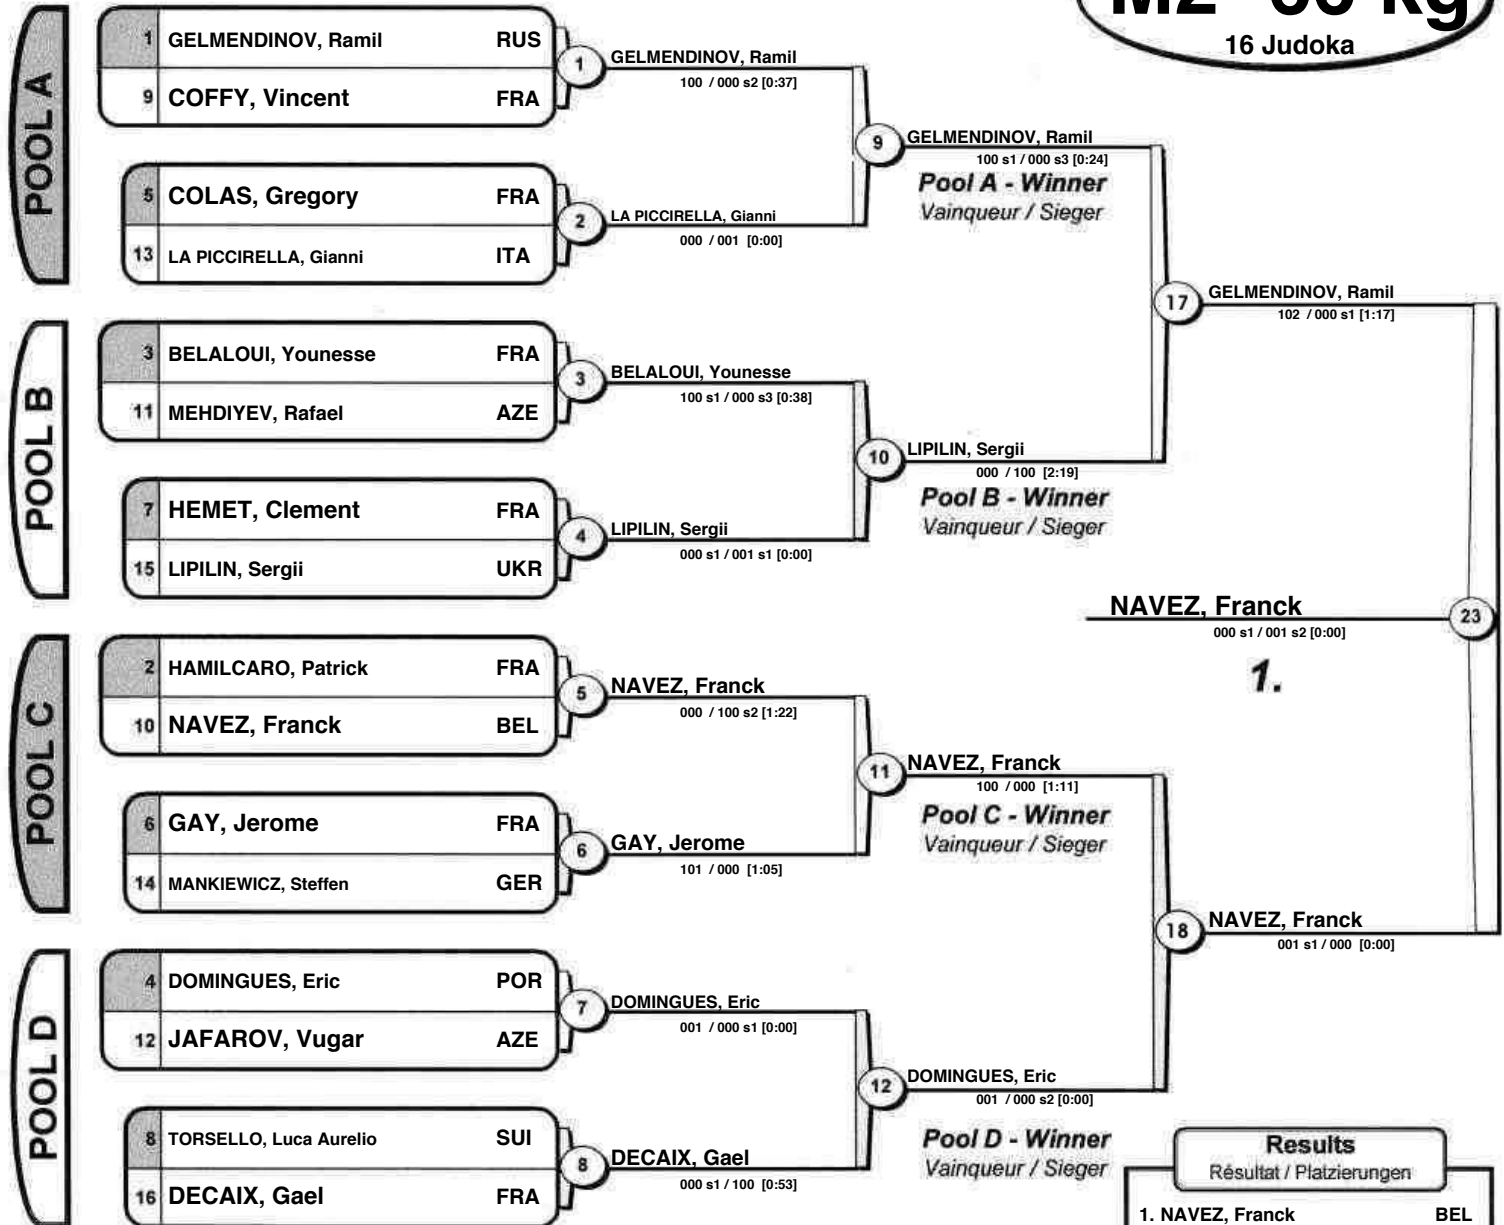 M2 -66 kg
16 Judoka
POOL A
1 GELMENDINOV, Ramil RUS
9 COFFY, Vincent FRA
1
GELMENDINOV, Ramil
100 / 000 s2 [0:37]
5 COLAS, Gregory FRA
13 LA PICCIRELLA, Gianni ITA
2
LA PICCIRELLA, Gianni
000 / 001 [0:00]
9
GELMENDINOV, Ramil
100 s1 / 000 s3 [0:24]
Pool A - Winner
Vainqueur / Sieger
POOL B
3 BELALOUI, Younesse FRA
11 MEHDIYEV, Rafael AZE
3
BELALOUI, Younesse
100 s1 / 000 s3 [0:38]
7 HEMET, Clement FRA
15 LIPILIN, Sergii UKR
4
LIPILIN, Sergii
000 s1 / 001 s1 [0:00]
10
LIPILIN, Sergii
000 / 100 [2:19]
Pool B - Winner
Vainqueur / Sieger
17
GELMENDINOV, Ramil
102 / 000 s1 [1:17]
NAVEZ, Franck
23
000 s1 / 001 s2 [0:00]
1.
POOL C
2 HAMILCARO, Patrick FRA
10 NAVEZ, Franck BEL
5
NAVEZ, Franck
000 / 100 s2 [1:22]
6 GAY, Jerome FRA
14 MANKIEWICZ, Steffen GER
6
GAY, Jerome
101 / 000 [1:05]
11
NAVEZ, Franck
100 / 000 [1:11]
Pool C - Winner
Vainqueur / Sieger
18
NAVEZ, Franck
001 s1 / 000 [0:00]
POOL D
4 DOMINGUES, Eric POR
12 JAFAROV, Vugar AZE
7
DOMINGUES, Eric
001 / 000 s1 [0:00]
8 TORSELLO, Luca Aurelio SUI
16 DECAIX, Gael FRA
8
DECAIX, Gael
000 s1 / 100 [0:53]
12
DOMINGUES, Eric
001 / 000 s2 [0:00]
Pool D - Winner
Vainqueur / Sieger
Results
Résultat / Platzierungen
1. NAVEZ, Franck BEL